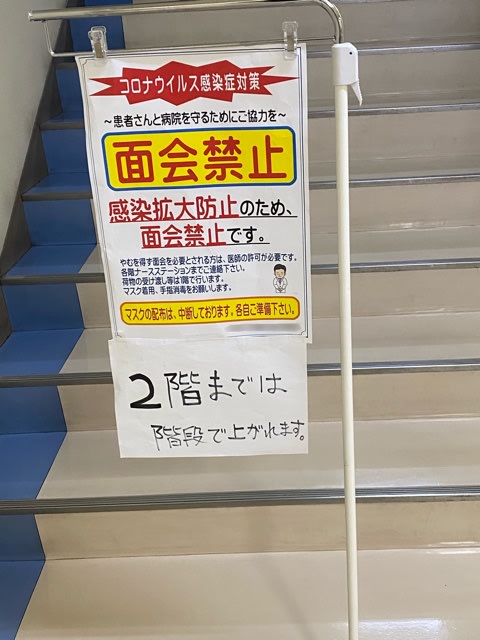 コロナウイルス感染症対策
～患者さんと病院を守るためにご協力を～
面会禁止
感染拡大防止のため、
面会禁止です。
やむを得ず面会を必要とされる方は、医師の許可が必要です。
各階ナースステーションまでご連絡下さい。
荷物の受け渡し等は1階で行います。
マスク着用、手指消毒をお願いします。
マスクの配布は、中断しております。各自ご準備下さい。
2階までは
階段で上がれます。